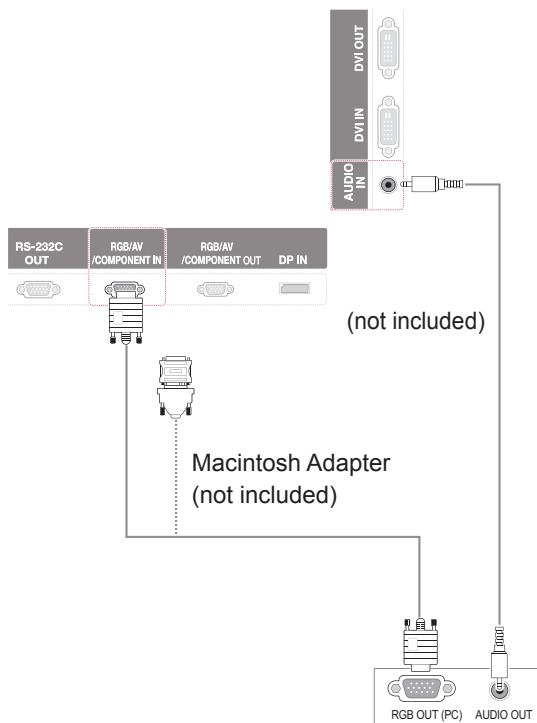 DVI OUT
DVI IN
AUDIO
IN
RS-232C
OUT
RGB/AV
/COMPONENT IN
RGB/AV
/COMPONENT OUT
DP IN
(not included)
Macintosh Adapter
(not included)
RGB OUT (PC)
AUDIO OUT